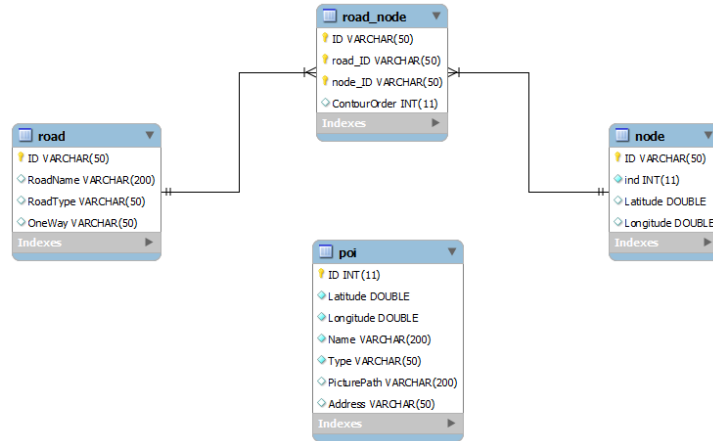 road_node
ID VARCHAR(50)
road_ID VARCHAR(50)
node_ID VARCHAR(50)
ContourOrder INT(11)
Indexes
road
ID VARCHAR(50)
RoadName VARCHAR(200)
RoadType VARCHAR(50)
OneWay VARCHAR(50)
Indexes
node
ID VARCHAR(50)
ind INT(11)
Latitude DOUBLE
Longitude DOUBLE
Indexes
poi
ID INT(11)
Latitude DOUBLE
Longitude DOUBLE
Name VARCHAR(200)
Type VARCHAR(50)
PicturePath VARCHAR(200)
Address VARCHAR(50)
Indexes